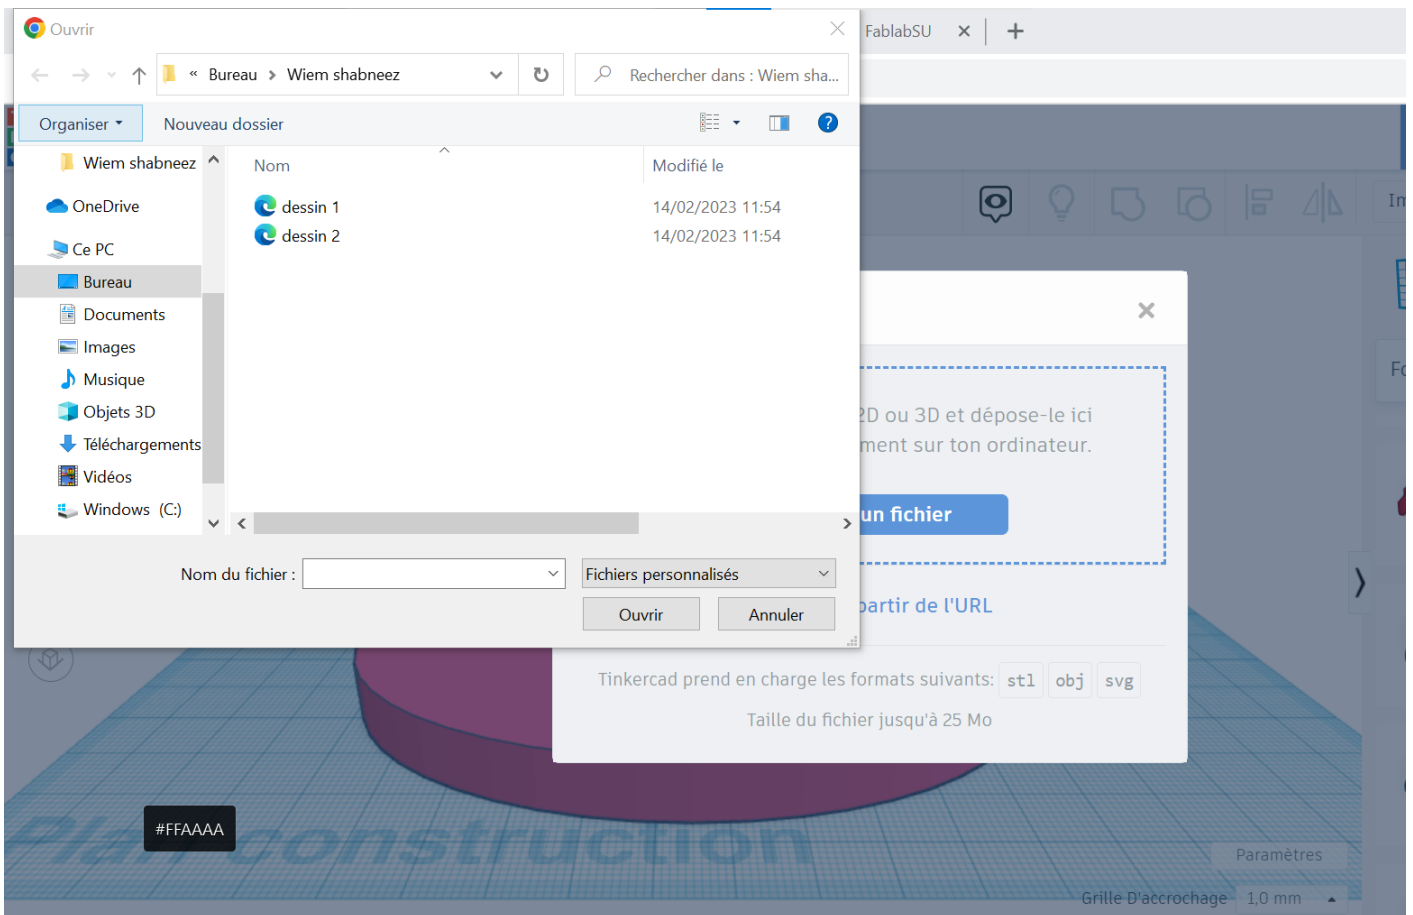 Ouvrir
FablabSU
« Bureau > Wiem shabneez
Rechercher dans : Wiem sha...
Organiser
Nouveau dossier
Wiem shabneez
OneDrive
Ce PC
Bureau
Documents
Images
Musique
Objets 3D
Téléchargements
Vidéos
Windows (C:)
Nom
Modifié le
dessin 1
14/02/2023 11:54
dessin 2
14/02/2023 11:54
Nom du fichier :
Fichiers personnalisés
Ouvrir
Annuler
2D ou 3D et dépose-le ici
ment sur ton ordinateur.
un fichier
partir de l'URL
Tinkercad prend en charge les formats suivants: stl obj svg
Taille du fichier jusqu'à 25 Mo
#FFAAAA
Plan construction
Paramètres
Grille D'accrochage 1,0 mm